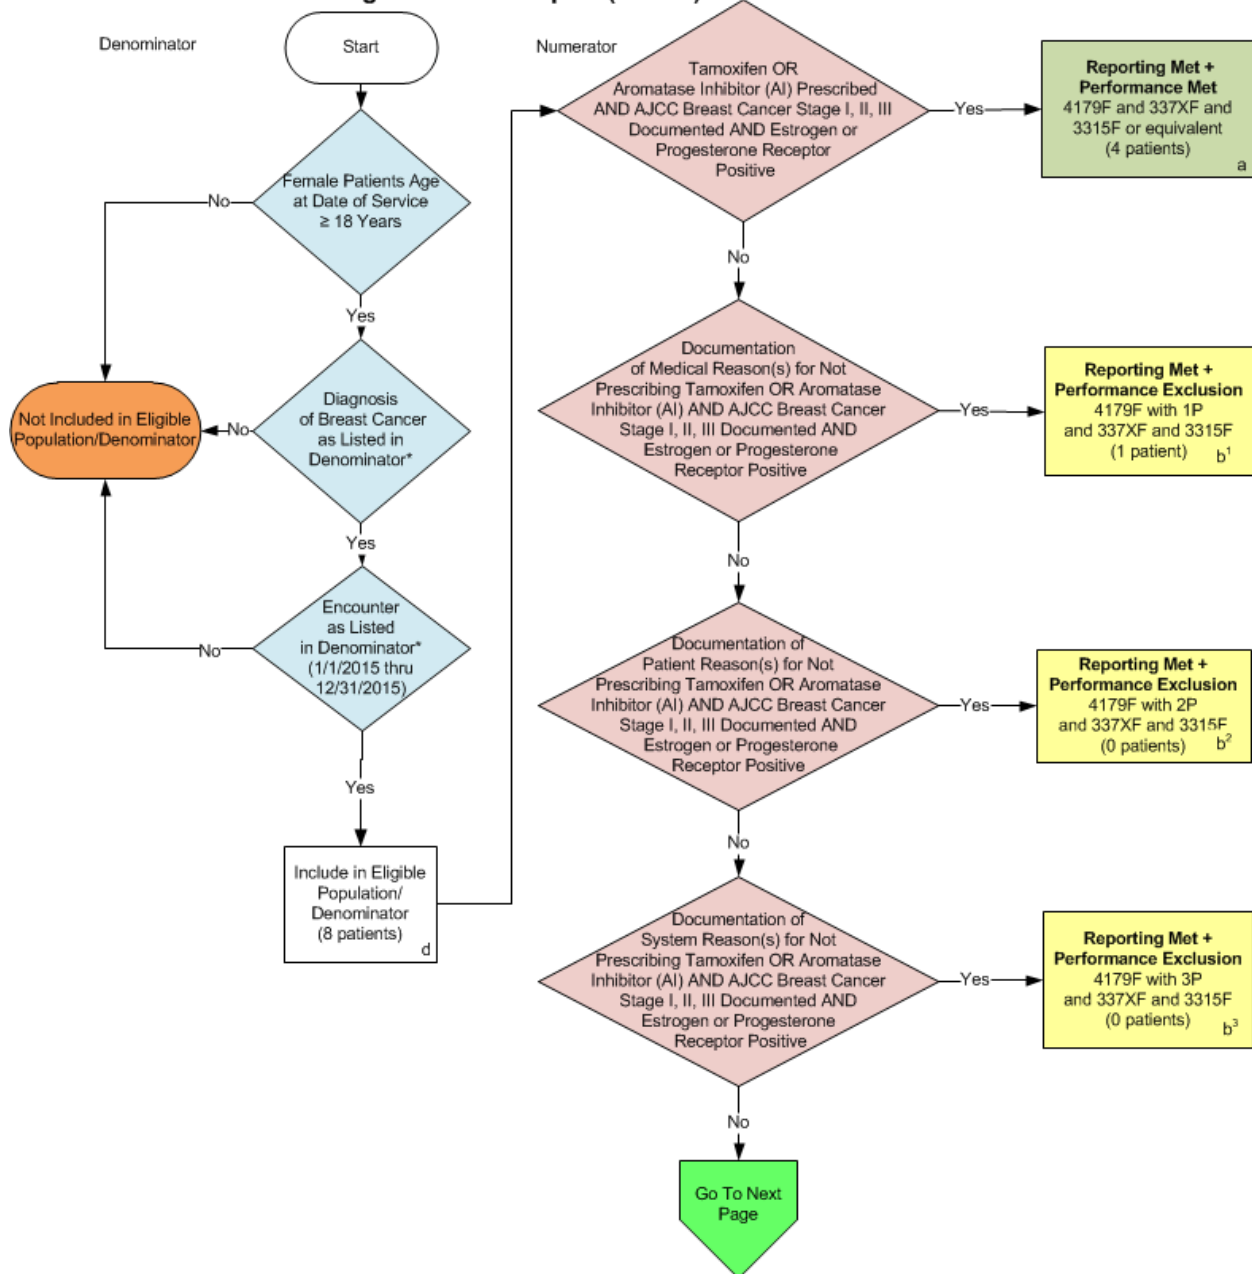 Denominator
Start
Numerator
Female Patients Age
at Date of Service
≥ 18 Years
No
Yes
Diagnosis
of Breast Cancer
as Listed in
Denominator*
No
Not Included in Eligible
Population/Denominator
Yes
Encounter
as Listed
in Denominator*
(1/1/2015 thru
12/31/2015)
No
Yes
Include in Eligible
Population/
Denominator
(8 patients)
d
Tamoxifen OR
Aromatase Inhibitor (AI) Prescribed
AND AJCC Breast Cancer Stage I, II, III
Documented AND Estrogen or
Progesterone Receptor
Positive
Yes
Reporting Met +
Performance Met
4179F and 337XF and
3315F or equivalent
(4 patients)
a
No
Documentation
of Medical Reason(s) for Not
Prescribing Tamoxifen OR Aromatase
Inhibitor (AI) AND AJCC Breast Cancer
Stage I, II, III Documented AND
Estrogen or Progesterone
Receptor Positive
Yes
Reporting Met +
Performance Exclusion
4179F with 1P
and 337XF and 3315F
(1 patient)
b¹
No
Documentation of
Patient Reason(s) for Not
Prescribing Tamoxifen OR Aromatase
Inhibitor (AI) AND AJCC Breast Cancer
Stage I, II, III Documented AND
Estrogen or Progesterone
Receptor Positive
Yes
Reporting Met +
Performance Exclusion
4179F with 2P
and 337XF and 3315F
(0 patients)
b²
No
Documentation of
System Reason(s) for Not
Prescribing Tamoxifen OR Aromatase
Inhibitor (AI) AND AJCC Breast Cancer
Stage I, II, III Documented AND
Estrogen or Progesterone
Receptor Positive
Yes
Reporting Met +
Performance Exclusion
4179F with 3P
and 337XF and 3315F
(0 patients)
b³
No
Go To Next
Page